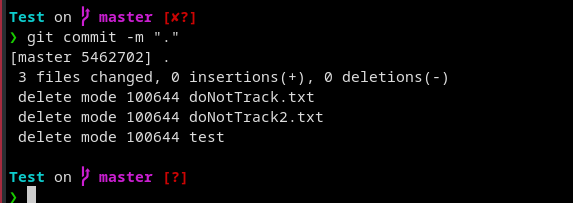 Test on master [✘?]
❯ git commit -m "."
[master 5462702] .
3 files changed, 0 insertions(+), 0 deletions(-)
delete mode 100644 doNotTrack.txt
delete mode 100644 doNotTrack2.txt
delete mode 100644 test
Test on master [?]
❯